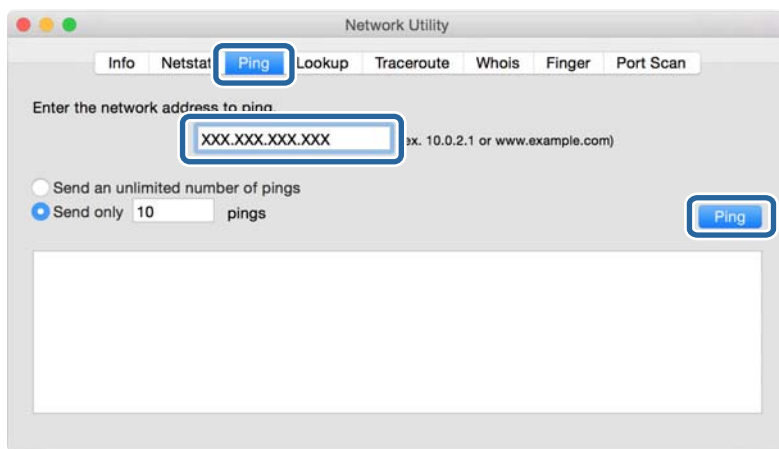 Network Utility
Info Netstat Ping Lookup Traceroute Whois Finger Port Scan
Enter the network address to ping.
XXX.XXX.XXX.XXX ex. 10.0.2.1 or www.example.com)
Send an unlimited number of pings
Send only 10 pings
Ping